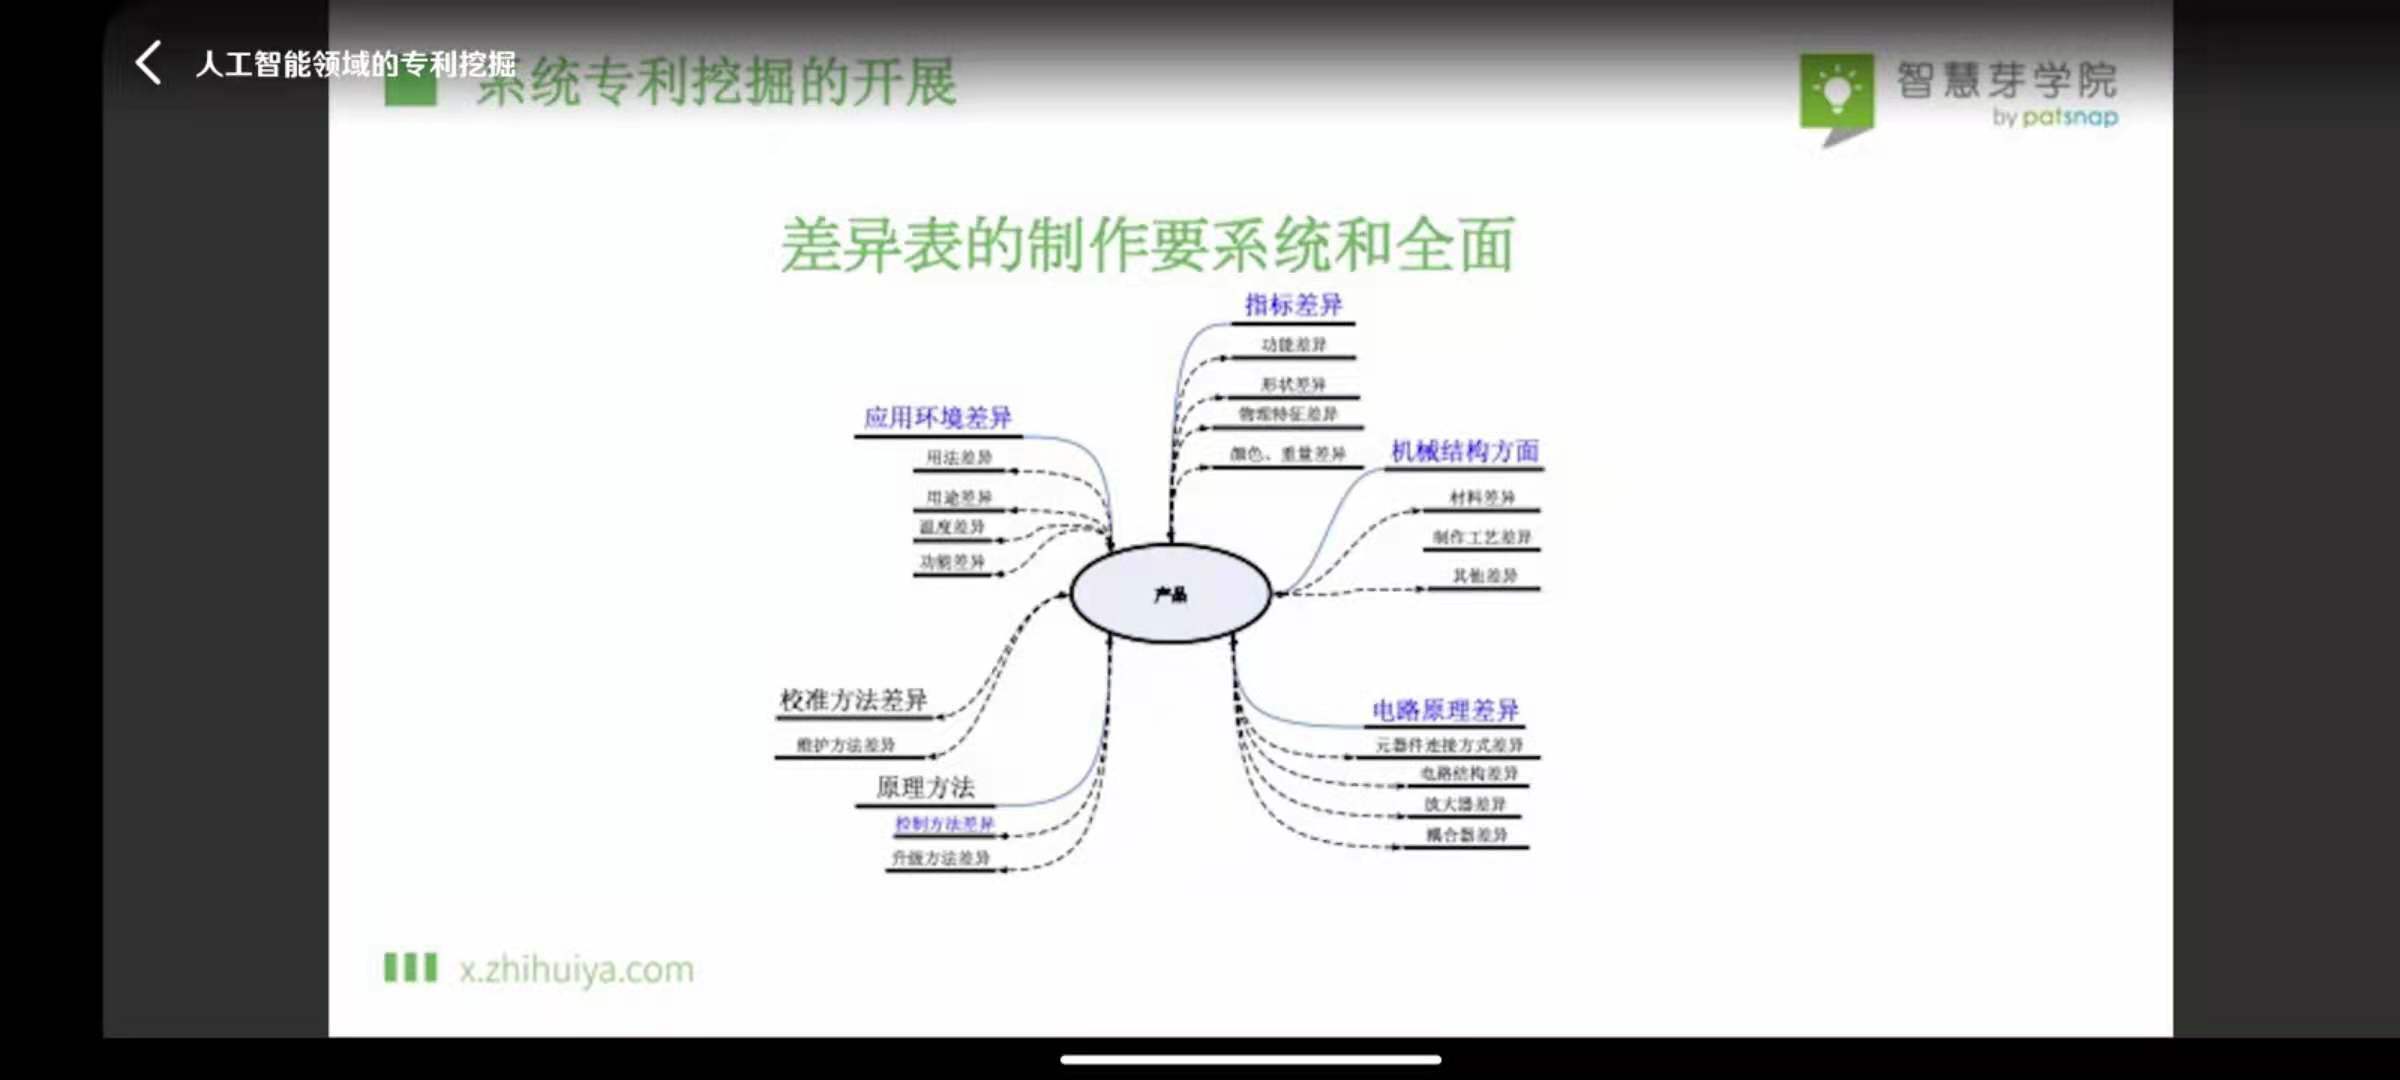 人工智能领域的专利挖掘
系统专利挖掘的开展
智慧芽学院
by patsnap
差异表的制作要系统和全面
指标差异
功能差异
形状差异
物理特征差异
颜色、重量差异
应用环境差异
用法差异
用途差异
温度差异
功能差异
机械结构方面
材料差异
制作工艺差异
其他差异
产品
校准方法差异
维护方法差异
原理方法
控制方法差异
升级方法差异
电路原理差异
元器件连接方式差异
电路结构差异
放大器差异
耦合器差异
x.zhihuiya.com